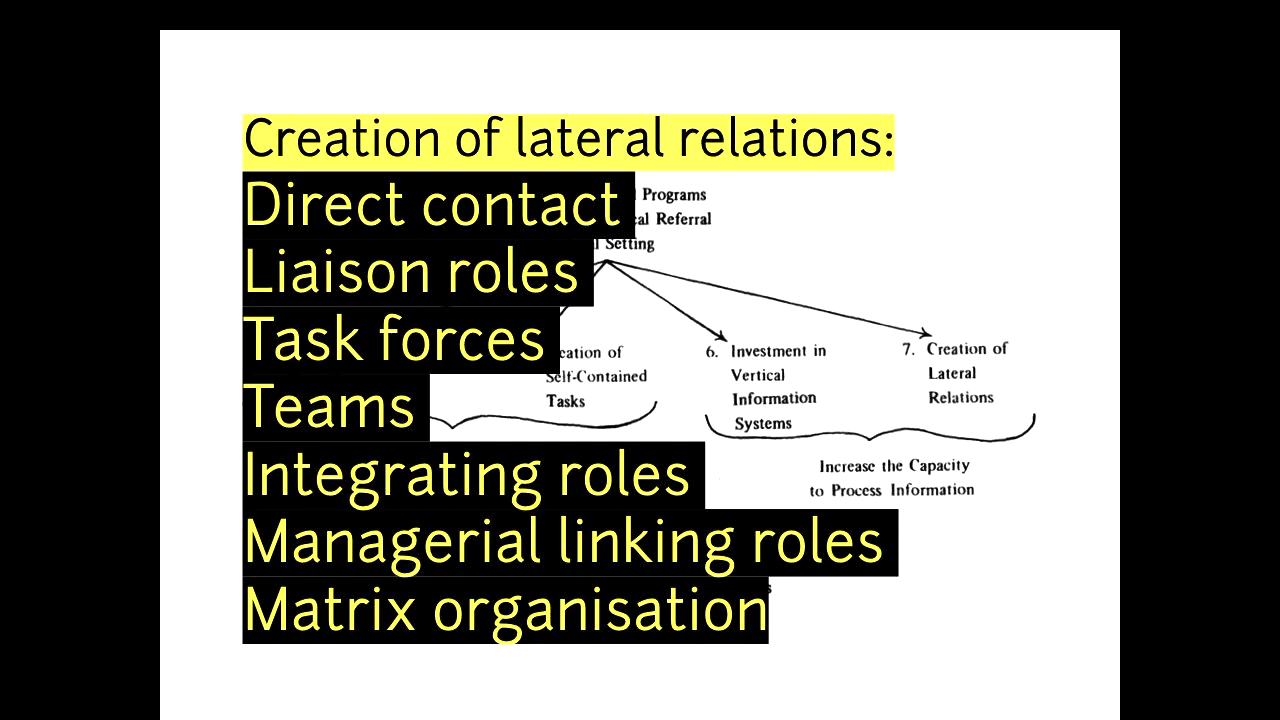 Creation of lateral relations:
Direct contact
Programs
Referral
Setting
Liaison roles
Task forces
Teams
Integrating roles
Managerial linking roles
Matrix organisation
of
Self-Contained
Tasks
6. Investment in
Vertical
Information
Systems
7. Creation of
Lateral
Relations
Increase the Capacity
to Process Information